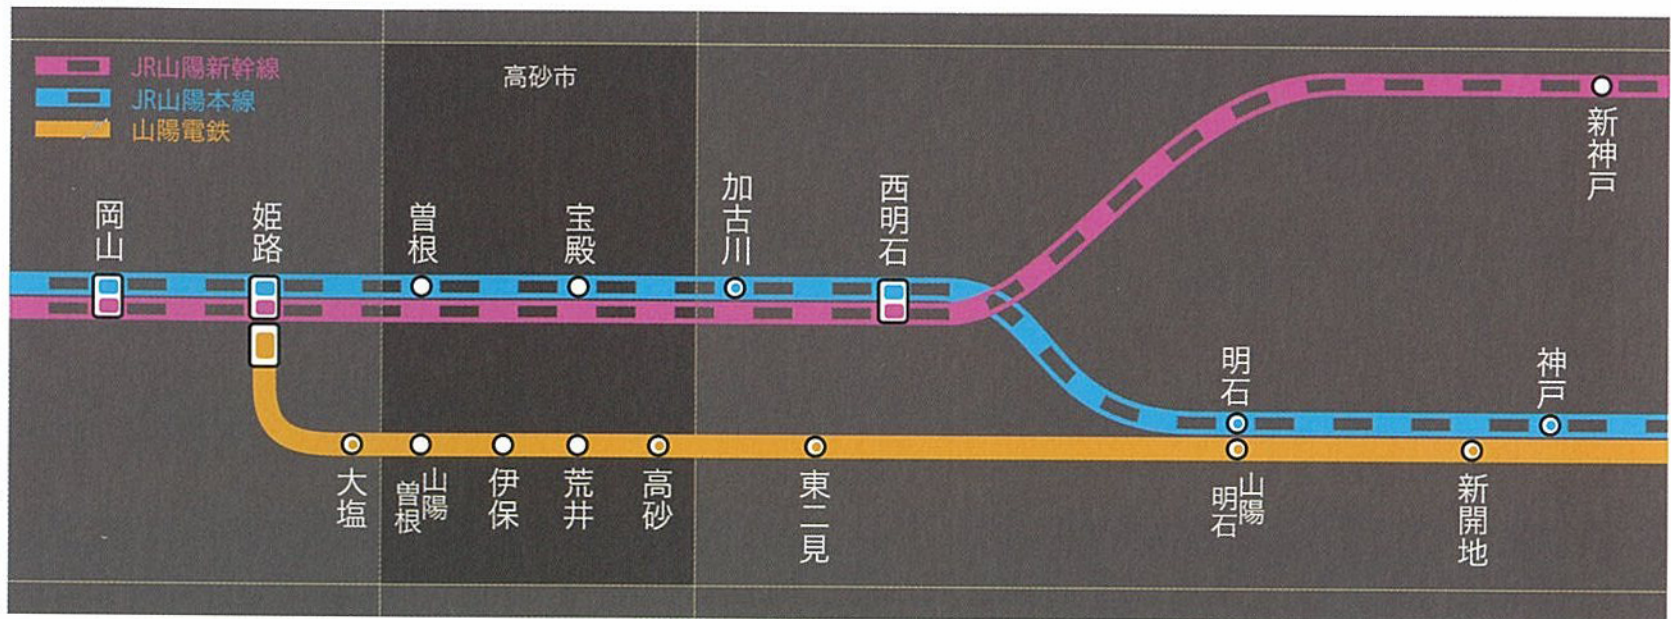 JR山陽新幹線
JR山陽本線
山陽電鉄
高砂市
岡山
姫路
曽根
宝殿
加古川
西明石
新神戸
明石
神戸
大塩
山陽
曽根
伊保
荒井
高砂
東二見
山陽
明石
新開地